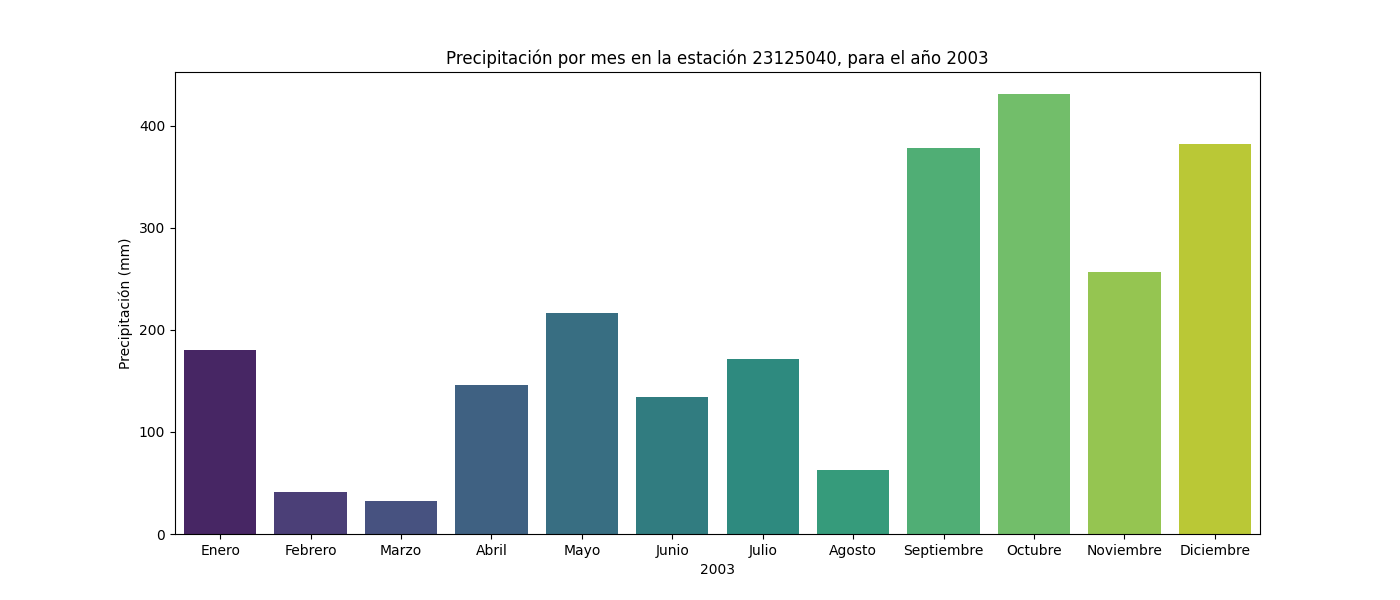 Precipitación por mes en la estación 23125040, para el año 2003
Precipitación (mm)
400
300
200
100
0
Enero Febrero Marzo Abril Mayo Junio Julio Agosto Septiembre Octubre Noviembre Diciembre
2003